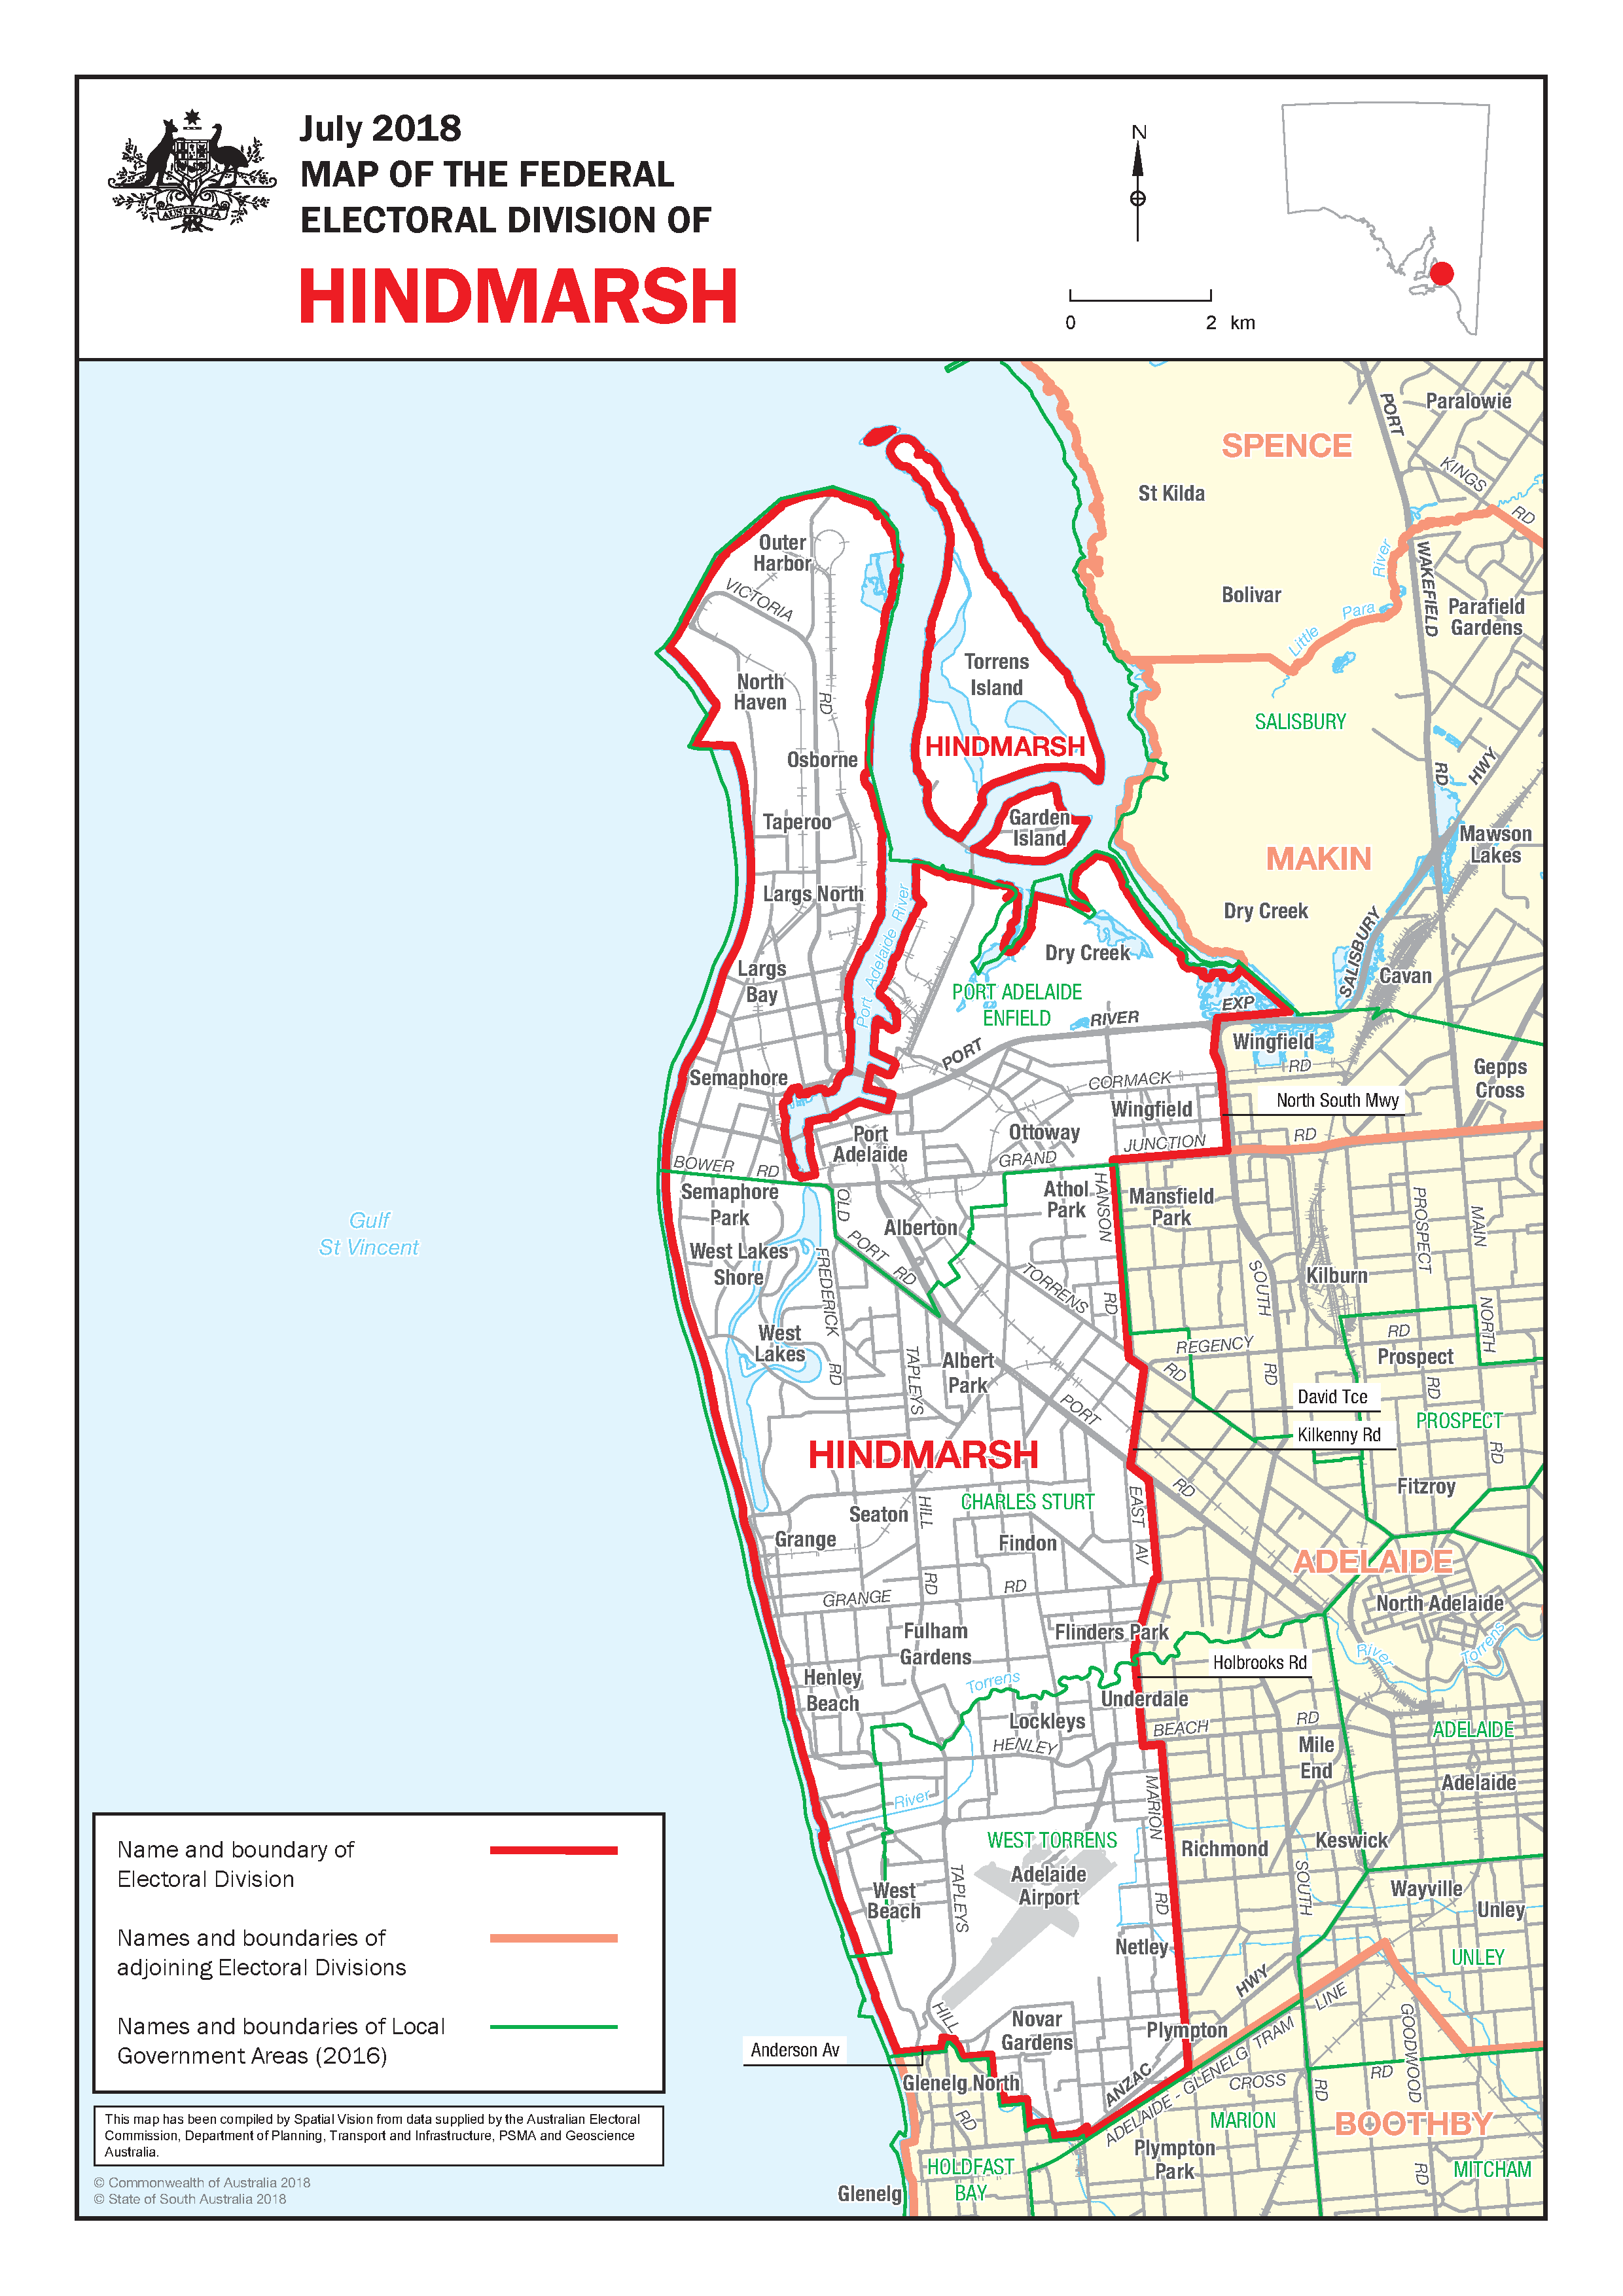 July 2018
MAP OF THE FEDERAL
ELECTORAL DIVISION OF
HINDMARSH
AUSTRALIA
N
0 2 km
PORT
Paralowie
SPENCE
KINGS
RD
St Kilda
Outer
Harbor
VICTORIA
RD
WAKEFIELD
RD
River
Para
Little
Bolivar
Parafield
Gardens
Torrens
Island
North
Haven
SALISBURY
HINDMARSH
Osborne
HWY
Taperoo
Garden
Island
Mawson
Lakes
MAKIN
Largs North
Port Adelaide River
Dry Creek
SALISBURY
Dry Creek
Cavan
Largs
Bay
PORT ADELAIDE
ENFIELD
RIVER
EXP
PORT
Wingfield
RD
Gepps
Cross
Semaphore
CORMACK
Wingfield
North South Mwy
Port
Adelaide
Ottoway
JUNCTION
RD
GRAND
BOWER RD
Semaphore
Park
OLD
PORT
RD
Athol
Park
HANSON
RD
Mansfield
Park
PROSPECT
RD
MAIN
NORTH
RD
Gulf
St Vincent
Alberton
West Lakes
Shore
FREDERICK
RD
TORRENS
RD
SOUTH
RD
Kilburn
West
Lakes
TAPLEYS
HILL
RD
Albert
Park
REGENCY
RD
Prospect
PORT
RD
David Tce
PROSPECT
Kilkenny Rd
HINDMARSH
Fitzroy
Seaton
CHARLES STURT
EAST
AV
Grange
Findon
ADELAIDE
GRANGE
RD
North Adelaide
Fulham
Gardens
Flinders Park
River
Torrens
Holbrooks Rd
Henley
Beach
Torrens
Underdale
Lockleys
HENLEY
BEACH
RD
ADELAIDE
Mile
End
Adelaide
River
MARION
RD
WEST TORRENS
Richmond
Keswick
Adelaide
Airport
West
Beach
TAPLEYS
HILL
RD
SOUTH
RD
Wayville
Unley
Netley
UNLEY
HWY
LINE
GOODWOOD
RD
Novar
Gardens
Plympton
Anderson Av
ADELAIDE - GLENELG TRAM
Glenelg North
ANZAC
CROSS
RD
MARION
BOOTHBY
Plympton
Park
HOLDFAST
BAY
MITCHAM
Glenelg
Name and boundary of
Electoral Division
Names and boundaries of
adjoining Electoral Divisions
Names and boundaries of Local
Government Areas (2016)
This map has been compiled by Spatial Vision from data supplied by the Australian Electoral
Commission, Department of Planning, Transport and Infrastructure, PSMA and Geoscience
Australia.
© Commonwealth of Australia 2018
© State of South Australia 2018